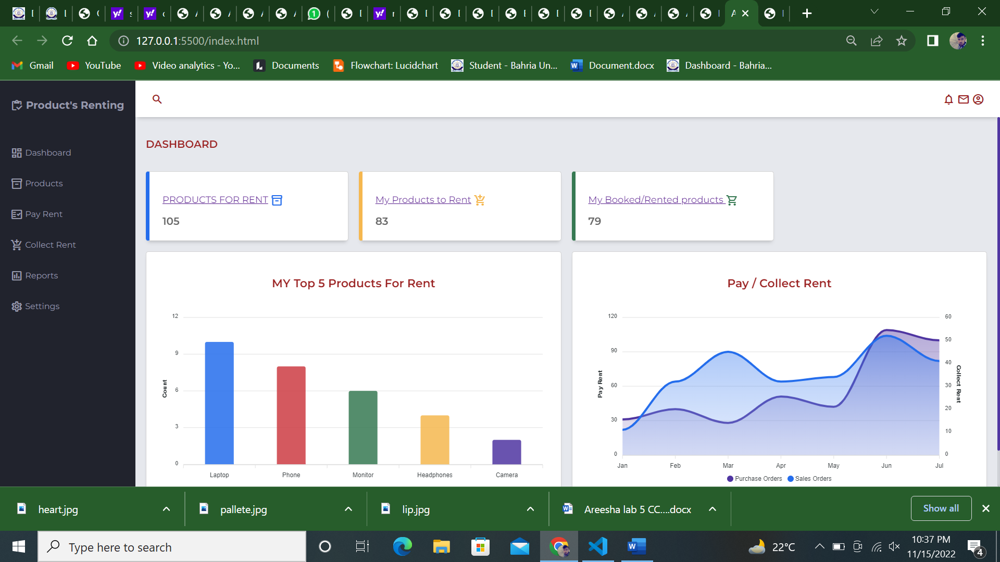 127.0.0.1:5500/index.html
Gmail
YouTube
Video analytics - Yo...
Documents
Flowchart: Lucidchart
Student - Bahria Un...
Document.docx
Dashboard - Bahria...
Product's Renting
Dashboard
Products
Pay Rent
Collect Rent
Reports
Settings
DASHBOARD
PRODUCTS FOR RENT
105
My Products to Rent
83
My Booked/Rented products
79
MY Top 5 Products For Rent
12
9
6
3
0
Count
Laptop
Phone
Monitor
Headphones
Camera
Pay / Collect Rent
120
90
60
30
0
Pay Rent
60
50
40
30
20
10
0
Collect Rent
Jan
Feb
Mar
Apr
May
Jun
Jul
Purchase Orders
Sales Orders
heart.jpg
pallete.jpg
lip.jpg
Areesha lab 5 CC....docx
Show all
Type here to search
22°C
10:37 PM
11/15/2022
4